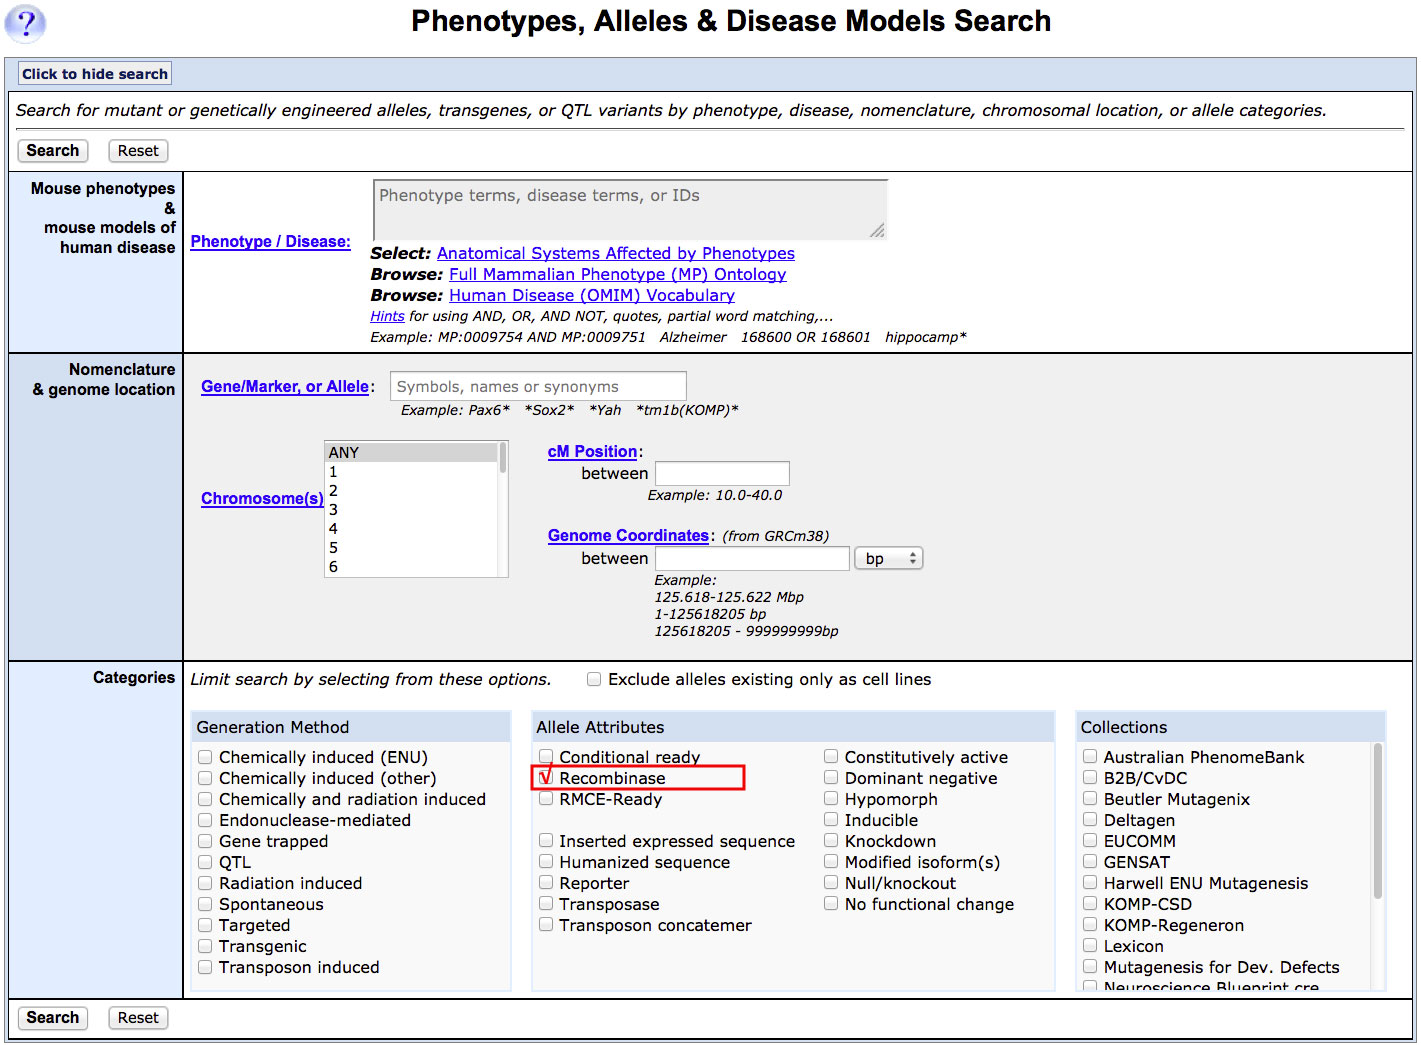 ?
Phenotypes, Alleles & Disease Models Search
Click to hide search
Search for mutant or genetically engineered alleles, transgenes, or QTL variants by phenotype, disease, nomenclature, chromosomal location, or allele categories.
Search Reset
Mouse phenotypes
&
mouse models of
human disease
Phenotype / Disease:
Phenotype terms, disease terms, or IDs
Select: Anatomical Systems Affected by Phenotypes
Browse: Full Mammalian Phenotype (MP) Ontology
Browse: Human Disease (OMIM) Vocabulary
Hints for using AND, OR, AND NOT, quotes, partial word matching,...
Example: MP:0009754 AND MP:0009751 Alzheimer 168600 OR 168601 hippocamp*
Nomenclature
& genome location
Gene/Marker, or Allele: Symbols, names or synonyms
Example: Pax6* *Sox2* *Yah *tm1b(KOMP)*
Chromosome(s)
ANY
1
2
3
4
5
6
cM Position:
between
Example: 10.0-40.0
Genome Coordinates: (from GRCm38)
between bp
Example:
125.618-125.622 Mbp
1-125618205 bp
125618205 - 999999999bp
Categories
Limit search by selecting from these options. Exclude alleles existing only as cell lines
Generation Method
Chemically induced (ENU)
Chemically induced (other)
Chemically and radiation induced
Endonuclease-mediated
Gene trapped
QTL
Radiation induced
Spontaneous
Targeted
Transgenic
Transposon induced
Allele Attributes
Conditional ready
Recombinase
RMCE-Ready
Inserted expressed sequence
Humanized sequence
Reporter
Transposase
Transposon concatemer
Constitutively active
Dominant negative
Hypomorph
Inducible
Knockdown
Modified isoform(s)
Null/knockout
No functional change
Collections
Australian PhenomeBank
B2B/CvDC
Beutler Mutagenix
Deltagen
EUCOMM
GENSAT
Harwell ENU Mutagenesis
KOMP-CSD
KOMP-Regeneron
Lexicon
Mutagenesis for Dev. Defects
Neuroscience Blueprint cre
Search Reset